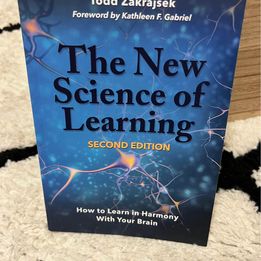 Todd Zakrajsek
Foreword by Kathleen F. Gabriel
The New
Science of
Learning
SECOND EDITION
How to Learn in Harmony
With Your Brain